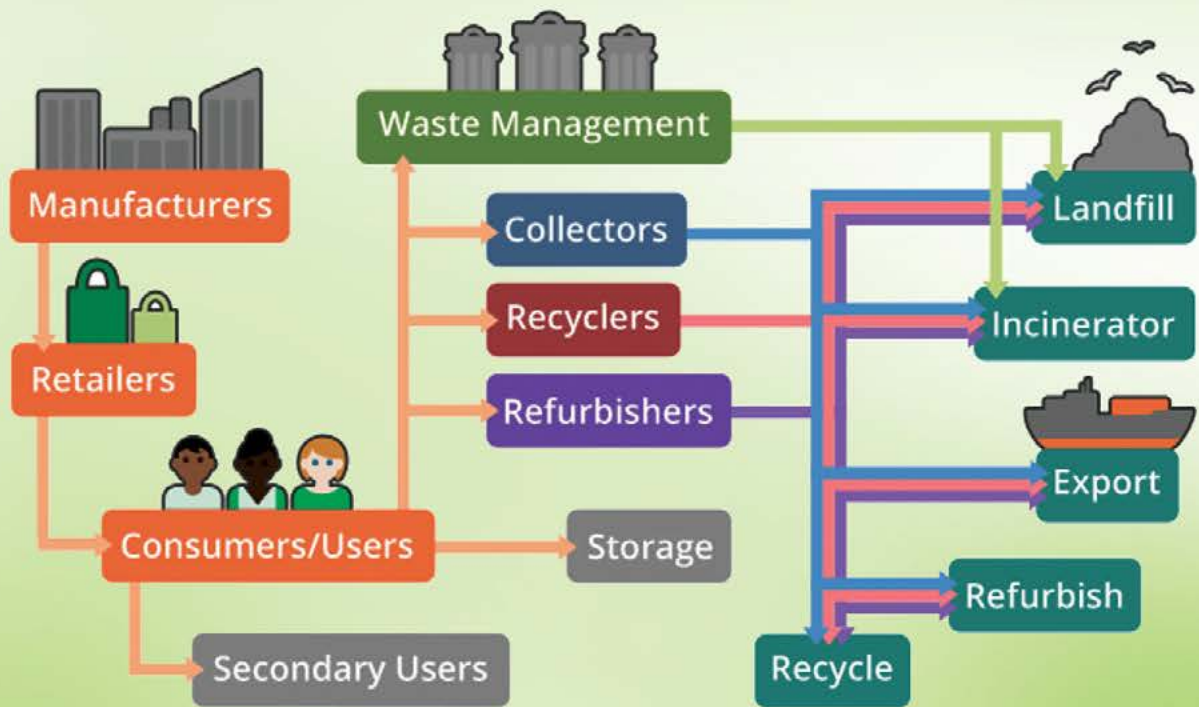 Waste Management
Manufacturers
Collectors
Landfill
Recyclers
Incinerator
Retailers
Refurbishers
Export
Consumers/Users
Storage
Refurbish
Secondary Users
Recycle